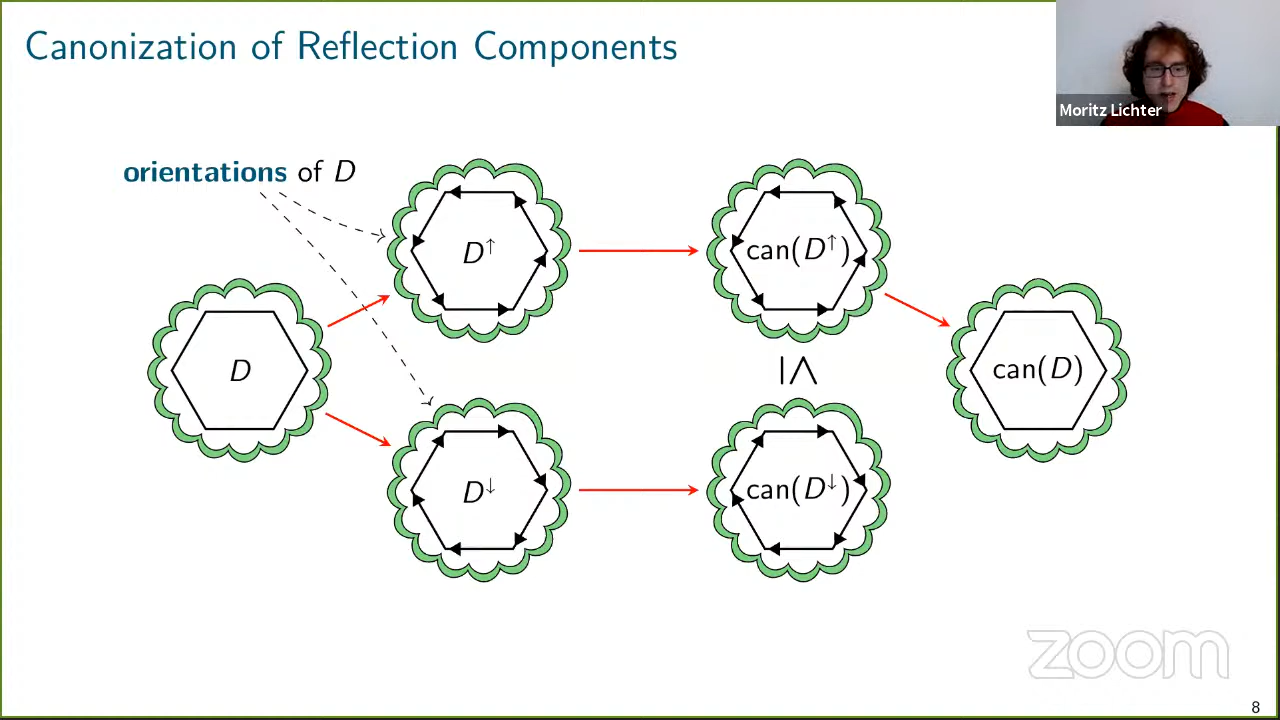 Canonization of Reflection Components
Moritz Lichter
orientations of D
D↑
can(D↑)
D
can(D)
≤
D↓
can(D↓)
zoom
8